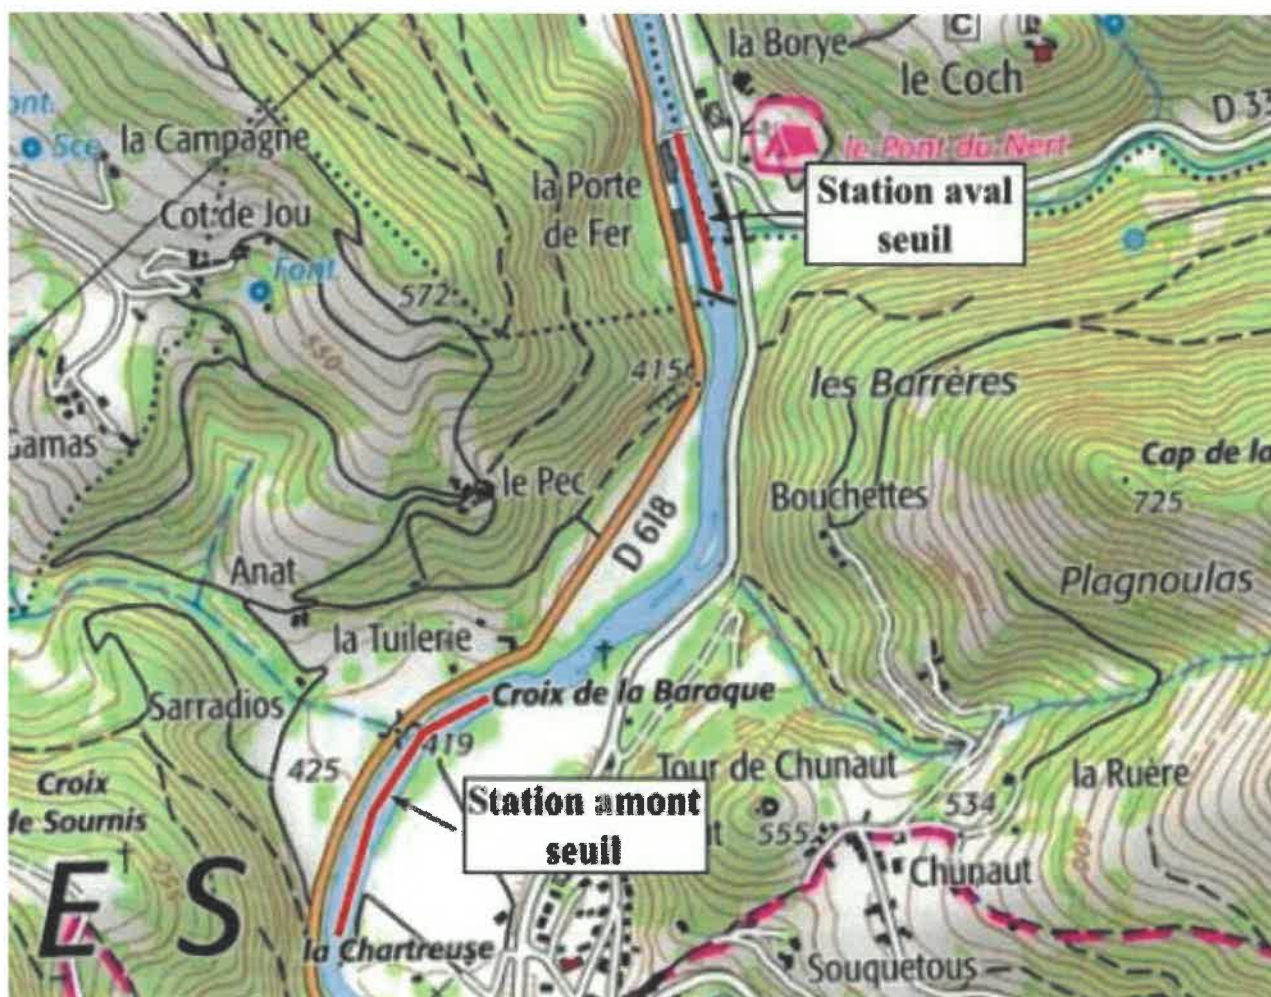 la Borye
C
le Coch
D 33
Sce
la Campagne
le Pont du Nert
la Porte
de Fer
Station aval
seuil
Cot de Jou
Font.
572
550
415
les Barrères
Gamas
le Pec
Bouchettes
Cap de la
725
D 618
Anat
Plagnoulas
la Tuilerie
Sarradios
Croix de la Baraque
419
425
Tour de Chunaut
la Ruère
Croix
de Sournis
Station amont
seuil
534
555
500
Chunaut
E S
la Chartreuse
Souquetous